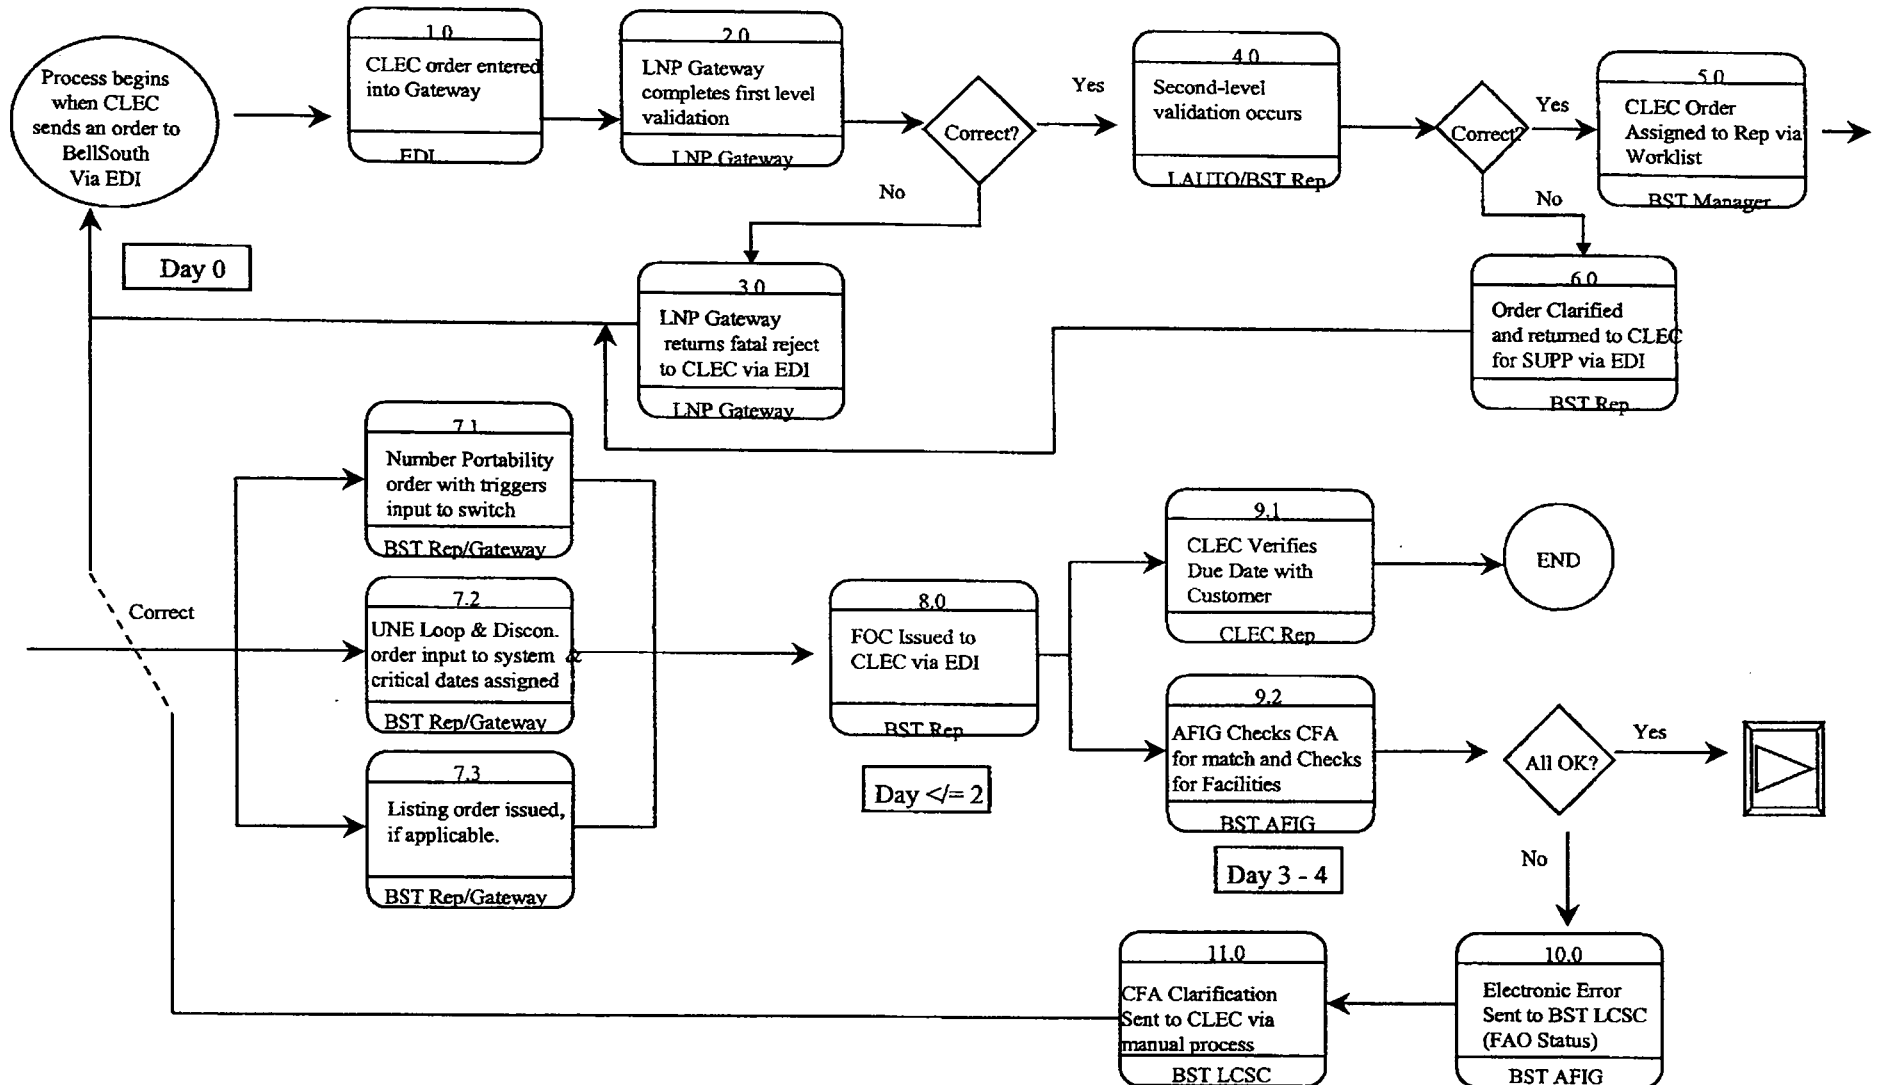 Process begins
when CLEC
sends an order to
BellSouth
Via EDI
1.0
CLEC order entered
into Gateway
EDI
2.0
LNP Gateway
completes first level
validation
LNP Gateway
Correct?
Yes
No
4.0
Second-level
validation occurs
LAUTO/BST Rep
Correct?
Yes
No
5.0
CLEC Order
Assigned to Rep via
Worklist
BST Manager
Day 0
3.0
LNP Gateway
returns fatal reject
to CLEC via EDI
LNP Gateway
6.0
Order Clarified
and returned to CLEC
for SUPP via EDI
BST Rep
7.1
Number Portability
order with triggers
input to switch
BST Rep/Gateway
Correct
7.2
UNE Loop & Discon.
order input to system &
critical dates assigned
BST Rep/Gateway
7.3
Listing order issued,
if applicable.
BST Rep/Gateway
8.0
FOC Issued to
CLEC via EDI
BST Rep
Day </= 2
9.1
CLEC Verifies
Due Date with
Customer
CLEC Rep
END
9.2
AFIG Checks CFA
for match and Checks
for Facilities
BST AFIG
Day 3 - 4
All OK?
Yes
No
10.0
Electronic Error
Sent to BST LCSC
(FAO Status)
BST AFIG
11.0
CFA Clarification
Sent to CLEC via
manual process
BST LCSC